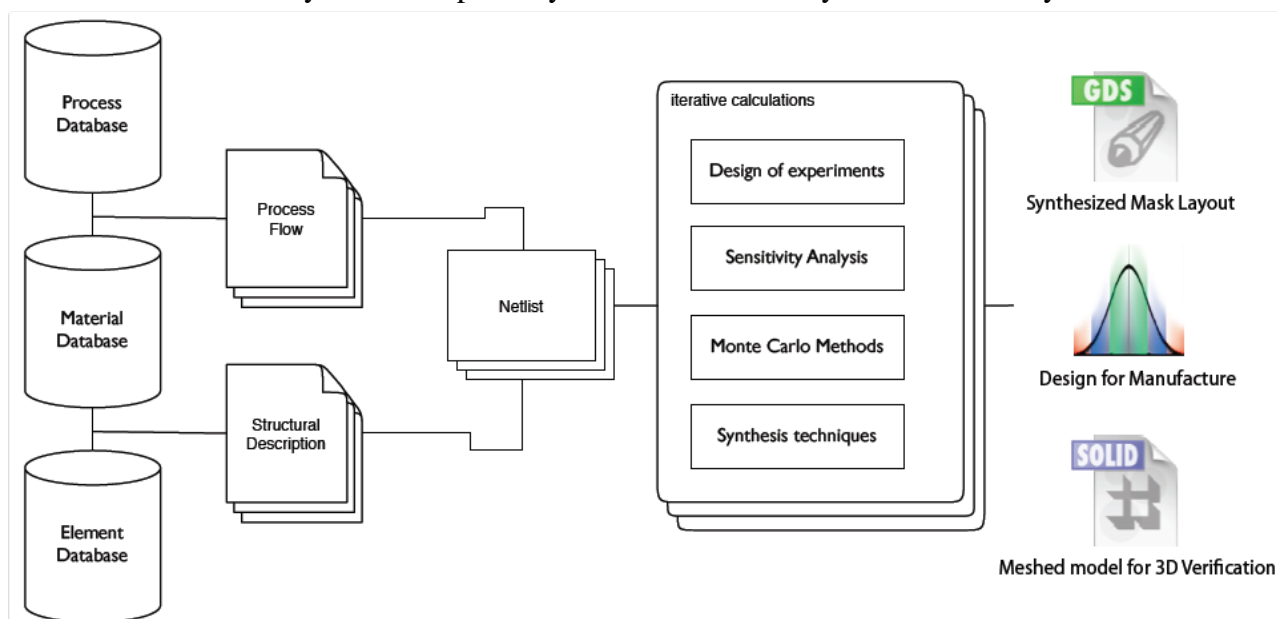 Process
Database
Material
Database
Element
Database
Process
Flow
Structural
Description
Netlist
iterative calculations
Design of experiments
Sensitivity Analysis
Monte Carlo Methods
Synthesis techniques
GDS
Synthesized Mask Layout
Design for Manufacture
SOLID
Meshed model for 3D Verification